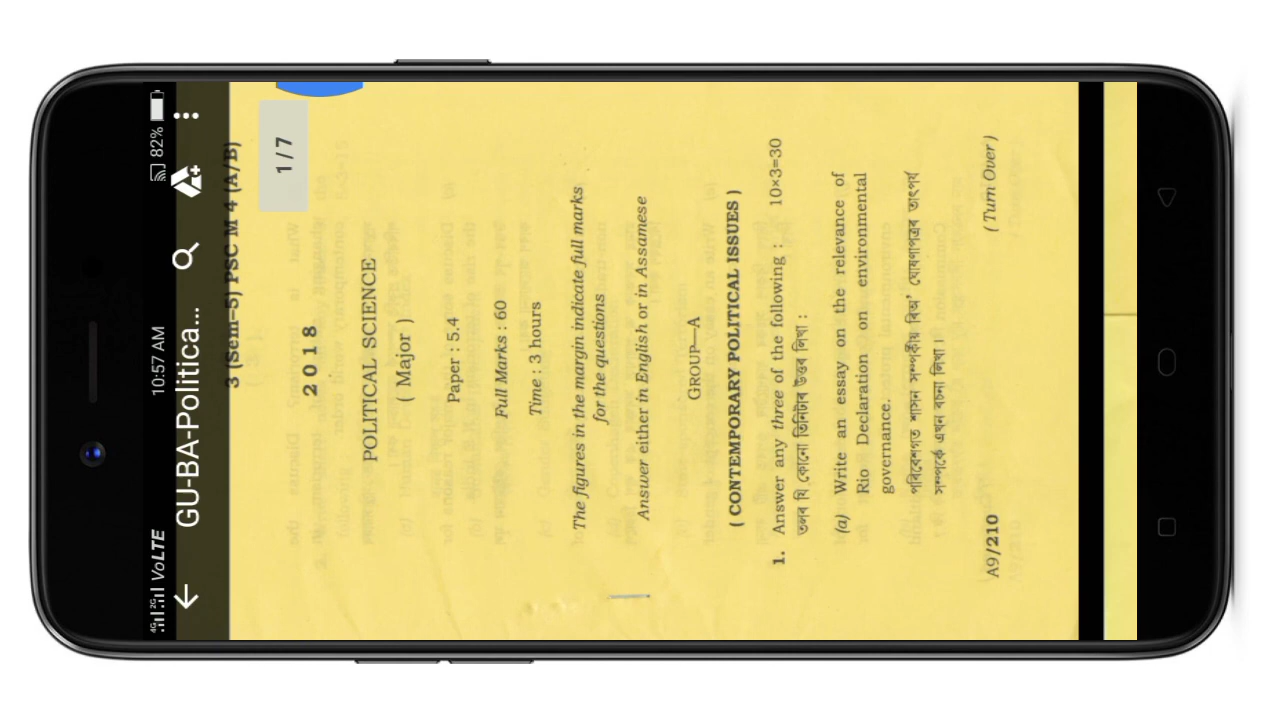 VoLTE 10:57 AM 82%
GU-BA-Politica...
3 (Sem–5) PSC M 4 (A/B)
1/7
2018
POLITICAL SCIENCE
( Major )
Paper : 5.4
Full Marks : 60
Time : 3 hours
The figures in the margin indicate full marks
for the questions
Answer either in English or in Assamese
GROUP—A
( CONTEMPORARY POLITICAL ISSUES )
1. Answer any three of the following : 10×3=30
তলৰ যি কোনো তিনিটাৰ উত্তৰ লিখা :
(a) Write an essay on the relevance of
Rio Declaration on environmental
governance.
পৰিবেশগত শাসন সম্পৰ্কীয় ৰিঅ' ঘোষণাপত্ৰৰ তাৎপৰ্য
সম্পৰ্কে এখন ৰচনা লিখা।
A9/210 ( Turn Over )